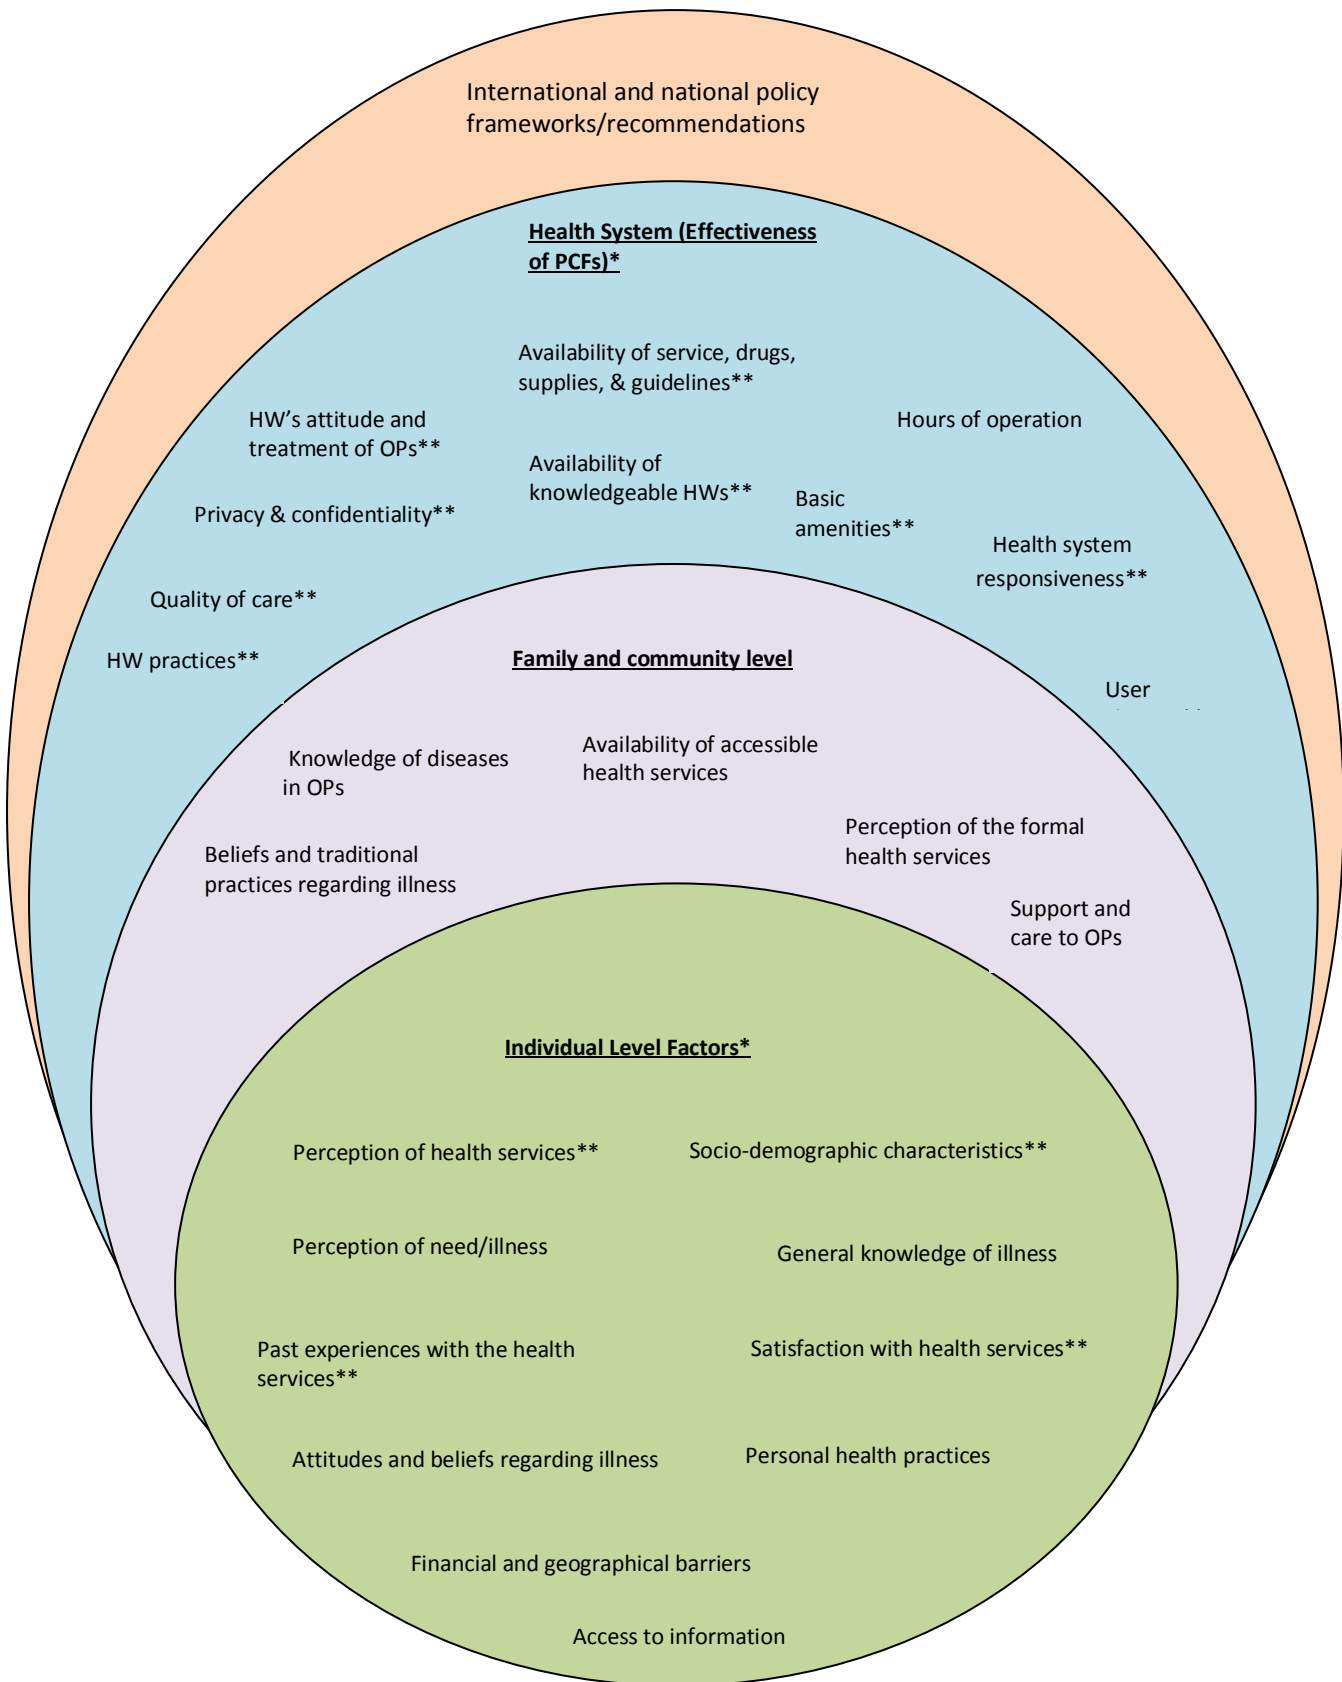 International and national policy
frameworks/recommendations
Health System (Effectiveness
of PCFs)*
Availability of service, drugs,
supplies, & guidelines**
HW’s attitude and
treatment of OPs**
Hours of operation
Availability of
knowledgeable HWs**
Privacy & confidentiality**
Basic
amenities**
Health system
responsiveness**
Quality of care**
HW practices**
User
Family and community level
Knowledge of diseases
in OPs
Availability of accessible
health services
Perception of the formal
health services
Beliefs and traditional
practices regarding illness
Support and
care to OPs
Individual Level Factors*
Perception of health services**
Socio-demographic characteristics**
Perception of need/illness
General knowledge of illness
Past experiences with the health
services**
Satisfaction with health services**
Attitudes and beliefs regarding illness
Personal health practices
Financial and geographical barriers
Access to information